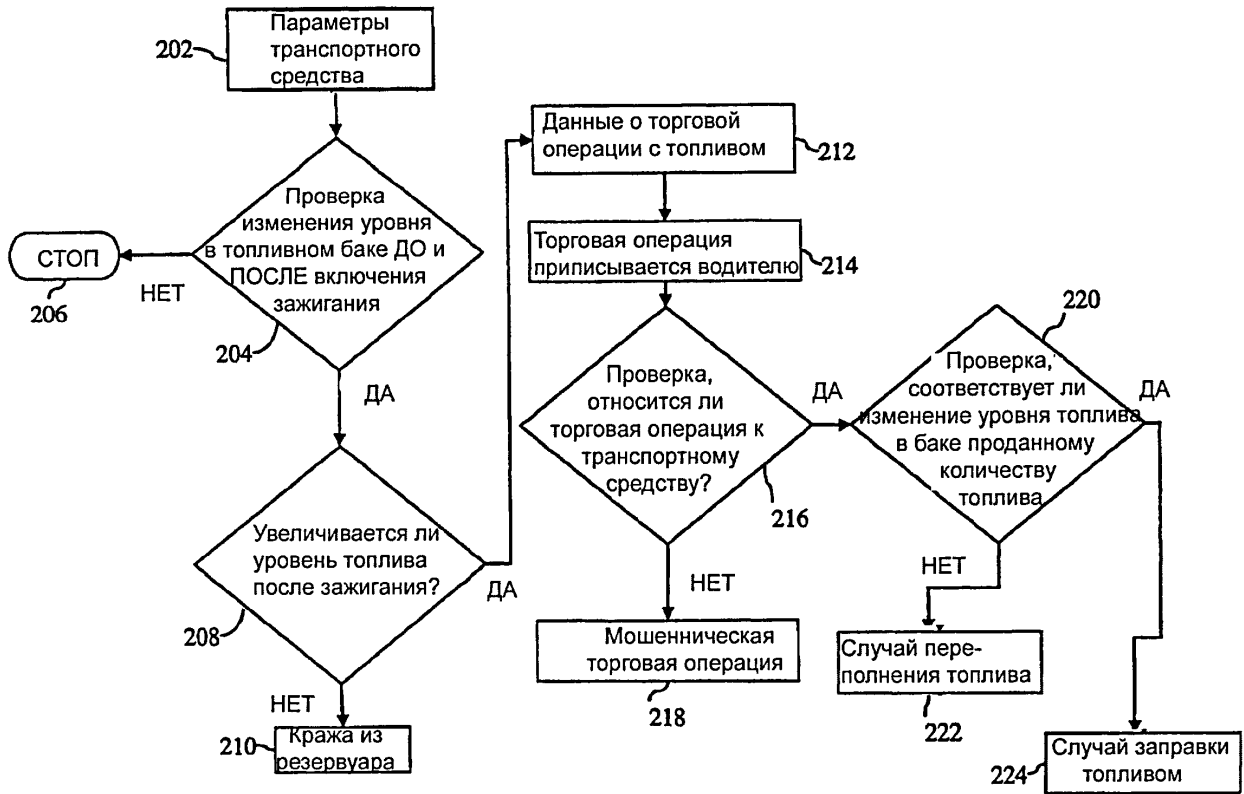 Параметры
транспортного
средства
202
Проверка
изменения уровня
в топливном баке ДО и
ПОСЛЕ включения
зажигания
204
СТОП
206
НЕТ
ДА
Увеличивается ли
уровень топлива
после зажигания?
208
ДА
НЕТ
210
Кража из
резервуара
Данные о торговой
операции с топливом
212
Торговая операция
приписывается водителю
214
Проверка,
относится ли
торговая операция к
транспортному
средству?
216
ДА
НЕТ
Мошенническая
торговая операция
218
220
Проверка,
соответствует ли
изменение уровня топлива
в баке проданному
количеству
топлива
ДА
НЕТ
Случай пере-
полнения топлива
222
Случай заправки
топливом
224